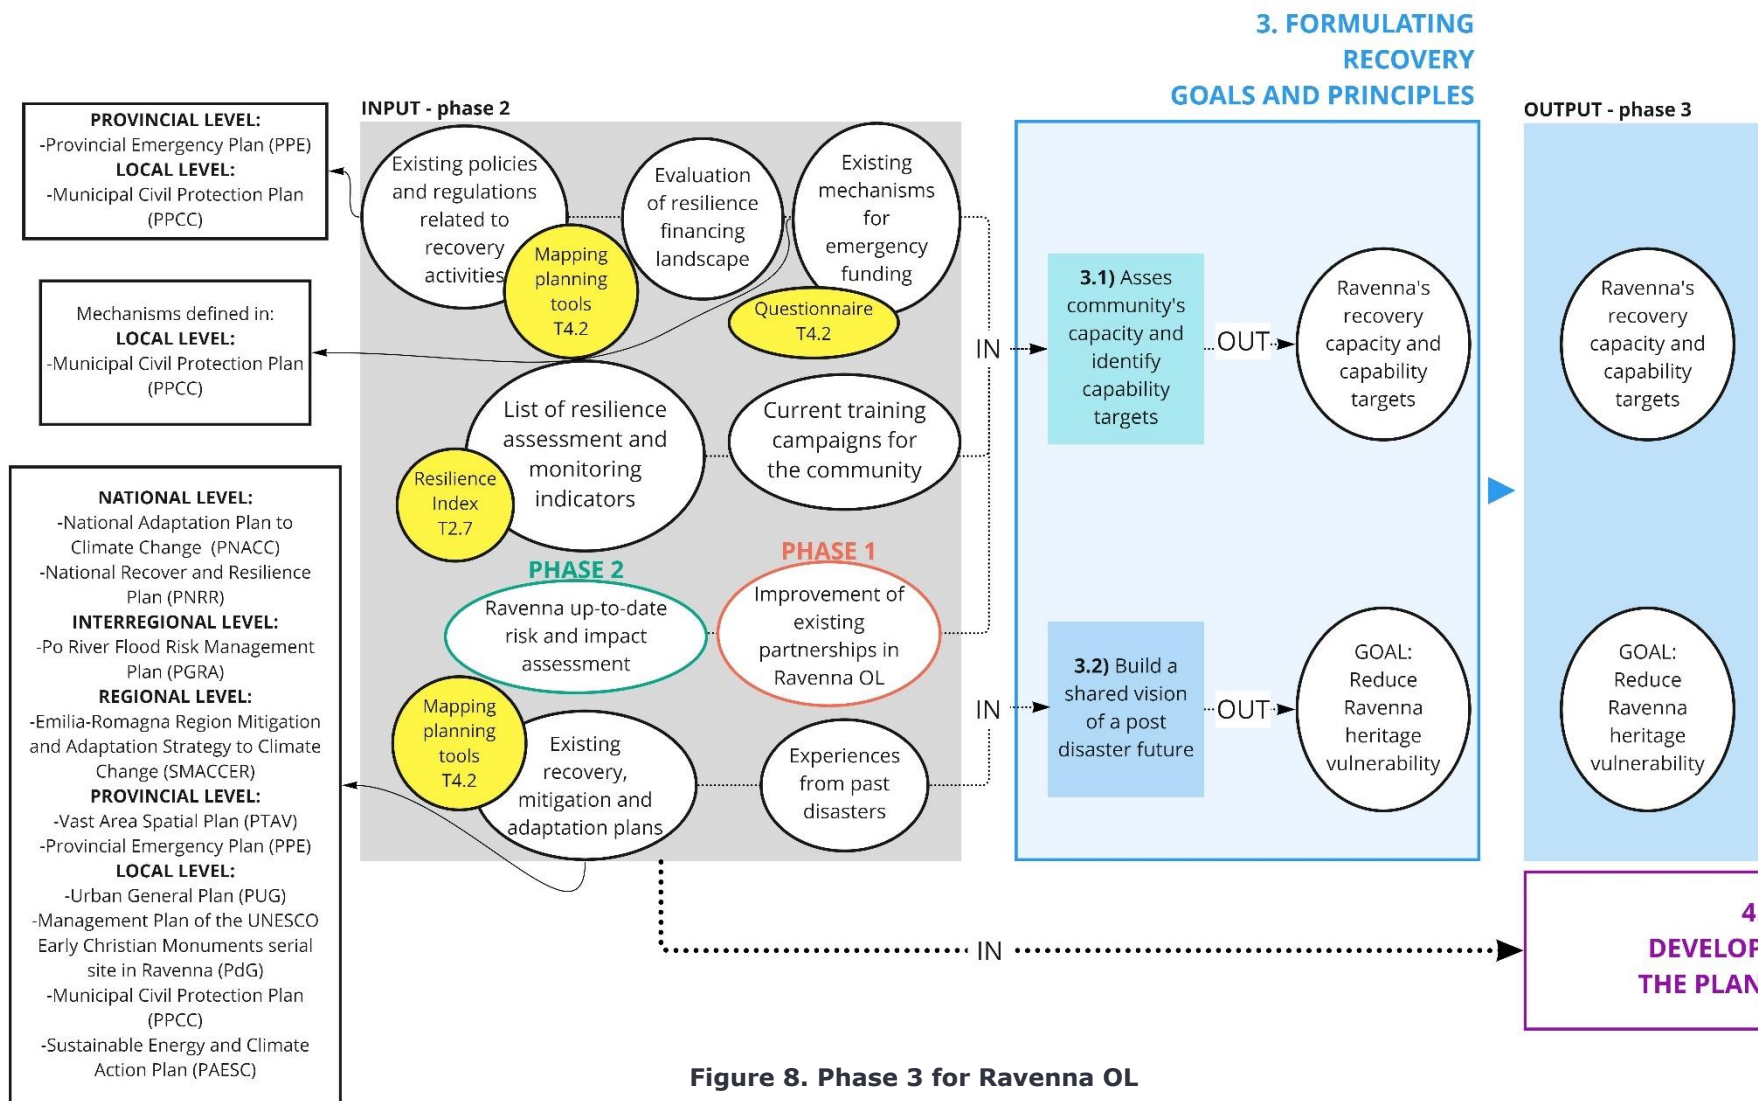 3. FORMULATING
RECOVERY
GOALS AND PRINCIPLES
INPUT - phase 2
OUTPUT - phase 3
PROVINCIAL LEVEL:
-Provincial Emergency Plan (PPE)
LOCAL LEVEL:
-Municipal Civil Protection Plan
(PPCC)
Mechanisms defined in:
LOCAL LEVEL:
-Municipal Civil Protection Plan
(PPCC)
NATIONAL LEVEL:
-National Adaptation Plan to
Climate Change (PNACC)
-National Recover and Resilience
Plan (PNRR)
INTERREGIONAL LEVEL:
-Po River Flood Risk Management
Plan (PGRA)
REGIONAL LEVEL:
-Emilia-Romagna Region Mitigation
and Adaptation Strategy to Climate
Change (SMACCER)
PROVINCIAL LEVEL:
-Vast Area Spatial Plan (PTAV)
-Provincial Emergency Plan (PPE)
LOCAL LEVEL:
-Urban General Plan (PUG)
-Management Plan of the UNESCO
Early Christian Monuments serial
site in Ravenna (PdG)
-Municipal Civil Protection Plan
(PPCC)
-Sustainable Energy and Climate
Action Plan (PAESC)
Existing policies
and regulations
related to
recovery
activities
Mapping
planning
tools
T4.2
Evaluation
of resilience
financing
landscape
Existing
mechanisms
for
emergency
funding
Questionnaire
T4.2
List of resilience
assessment and
monitoring
indicators
Resilience
Index
T2.7
Current training
campaigns for
the community
PHASE 2
Ravenna up-to-date
risk and impact
assessment
PHASE 1
Improvement of
existing
partnerships in
Ravenna OL
Mapping
planning
tools
T4.2
Existing
recovery,
mitigation and
adaptation plans
Experiences
from past
disasters
IN
3.1) Asses
community's
capacity and
identify
capability
targets
OUT
Ravenna's
recovery
capacity and
capability
targets
Ravenna's
recovery
capacity and
capability
targets
IN
3.2) Build a
shared vision
of a post
disaster future
OUT
GOAL:
Reduce
Ravenna
heritage
vulnerability
GOAL:
Reduce
Ravenna
heritage
vulnerability
IN
4
DEVELOP
THE PLAN
Figure 8. Phase 3 for Ravenna OL